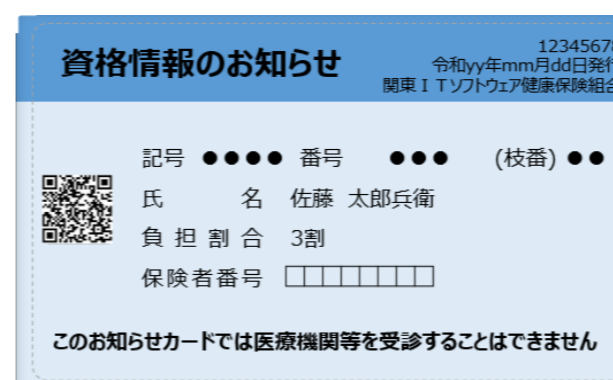 資格情報のお知らせ
12345678
令和yy年mm月dd日発行
関東ITソフトウェア健康保険組合
記号 ●●●● 番号 ●●● (枝番) ●●
氏 名 佐藤 太郎兵衛
負担割合 3割
保険者番号 □□□□□□□□
このお知らせカードでは医療機関等を受診することはできません